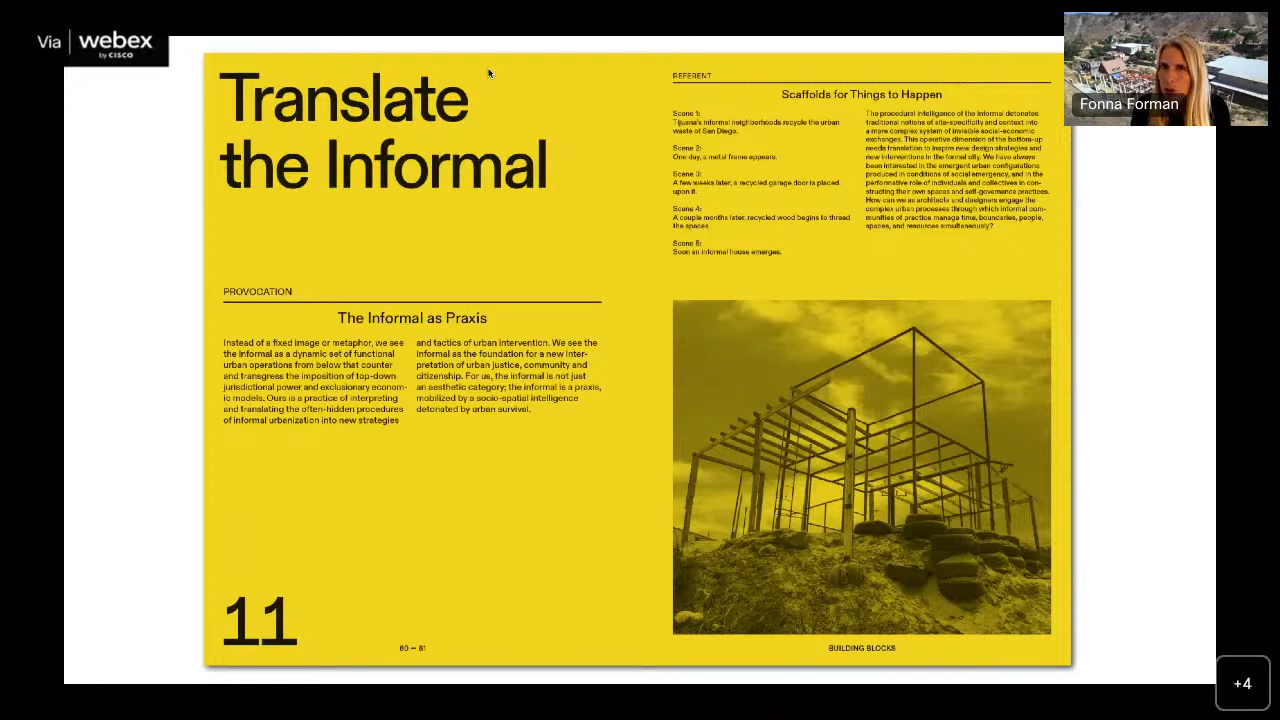 Via webex
by CISCO
Fonna Forman
Translate
the Informal
PROVOCATION
The Informal as Praxis
Instead of a fixed image or metaphor, we see
the informal as a dynamic set of functional
urban operations from below that counter
and transgress the imposition of top-down
jurisdictional power and exclusionary econom-
ic models. Ours is a practice of interpreting
and translating the often-hidden procedures
of informal urbanization into new strategies
and tactics of urban intervention. We see the
informal as the foundation for a new inter-
pretation of urban justice, community and
citizenship. For us, the informal is not just
an aesthetic category; the informal is a praxis,
mobilized by a socio-spatial intelligence
detonated by urban survival.
11
60 — 61
REFERENT
Scaffolds for Things to Happen
Scene 1:
Tijuana's informal neighborhoods recycle the urban
waste of San Diego.
Scene 2:
One day, a metal frame appears.
Scene 3:
A few weeks later, a recycled garage door is placed
upon it.
Scene 4:
A couple months later, recycled wood begins to thread
the spaces.
Scene 5:
Soon an informal house emerges.
The procedural intelligence of the informal detonates
traditional notions of site-specificity and context into
a more complex system of invisible social-economic
exchanges. This operative dimension of the bottom-up
needs translation to inspire new design strategies and
new interventions in the formal city. We have always
been interested in the emergent urban configurations
produced in conditions of social emergency, and in the
performative role of individuals and collectives in con-
structing their own spaces and self-governance practices.
How can we as architects and designers engage the
complex urban processes through which informal com-
munities of practice manage time, boundaries, people,
spaces, and resources simultaneously?
BUILDING BLOCKS
+4